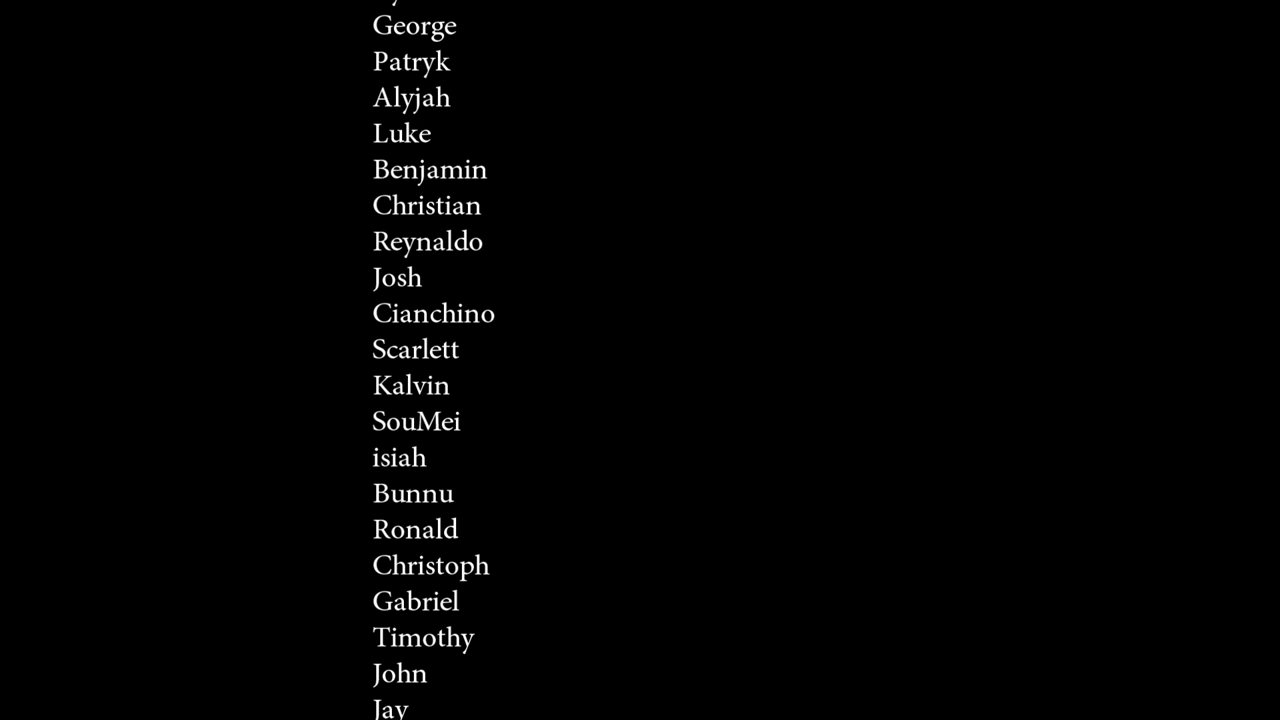 George
Patryk
Alyjah
Luke
Benjamin
Christian
Reynaldo
Josh
Cianchino
Scarlett
Kalvin
SouMei
isiah
Bunnu
Ronald
Christoph
Gabriel
Timothy
John
Jay